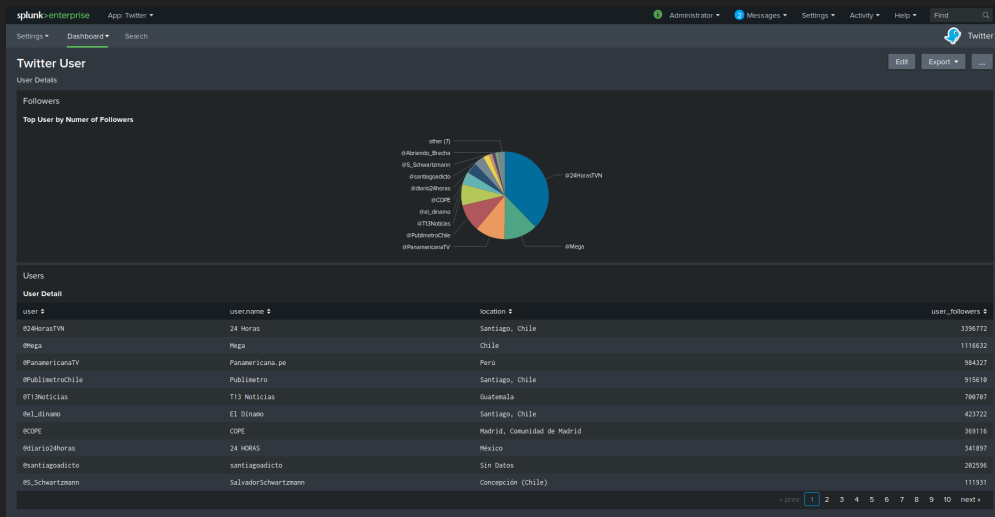 splunk>enterprise App: Twitter i Administrator 2 Messages Settings Activity Help Find
Settings Dashboard Search Twitter
Twitter User Edit Export ...
User Details
Followers
Top User by Numer of Followers
other (7)
@Abriendo_Brecha
@S_Schwartzmann
@santiagoadicto
@diario24horas
@COPE
@el_dinamo
@T13Noticias
@PublimetroChile
@PanamericanaTV
@24HorasTVN
@Mega
Users
User Detail
user user.name location user_followers
@24HorasTVN 24 Horas Santiago, Chile 3396772
@Mega Mega Chile 1116632
@PanamericanaTV Panamericana.pe Perú 984327
@PublimetroChile Publimetro Santiago, Chile 915610
@T13Noticias T13 Noticias Guatemala 700707
@el_dinamo El Dínamo Santiago, Chile 423722
@COPE COPE Madrid, Comunidad de Madrid 369116
@diario24horas 24 HORAS México 341897
@santiagoadicto santiagoadicto Sin Datos 202596
@S_Schwartzmann SalvadorSchwartzmann Concepción (Chile) 111931
« prev 1 2 3 4 5 6 7 8 9 10 next »